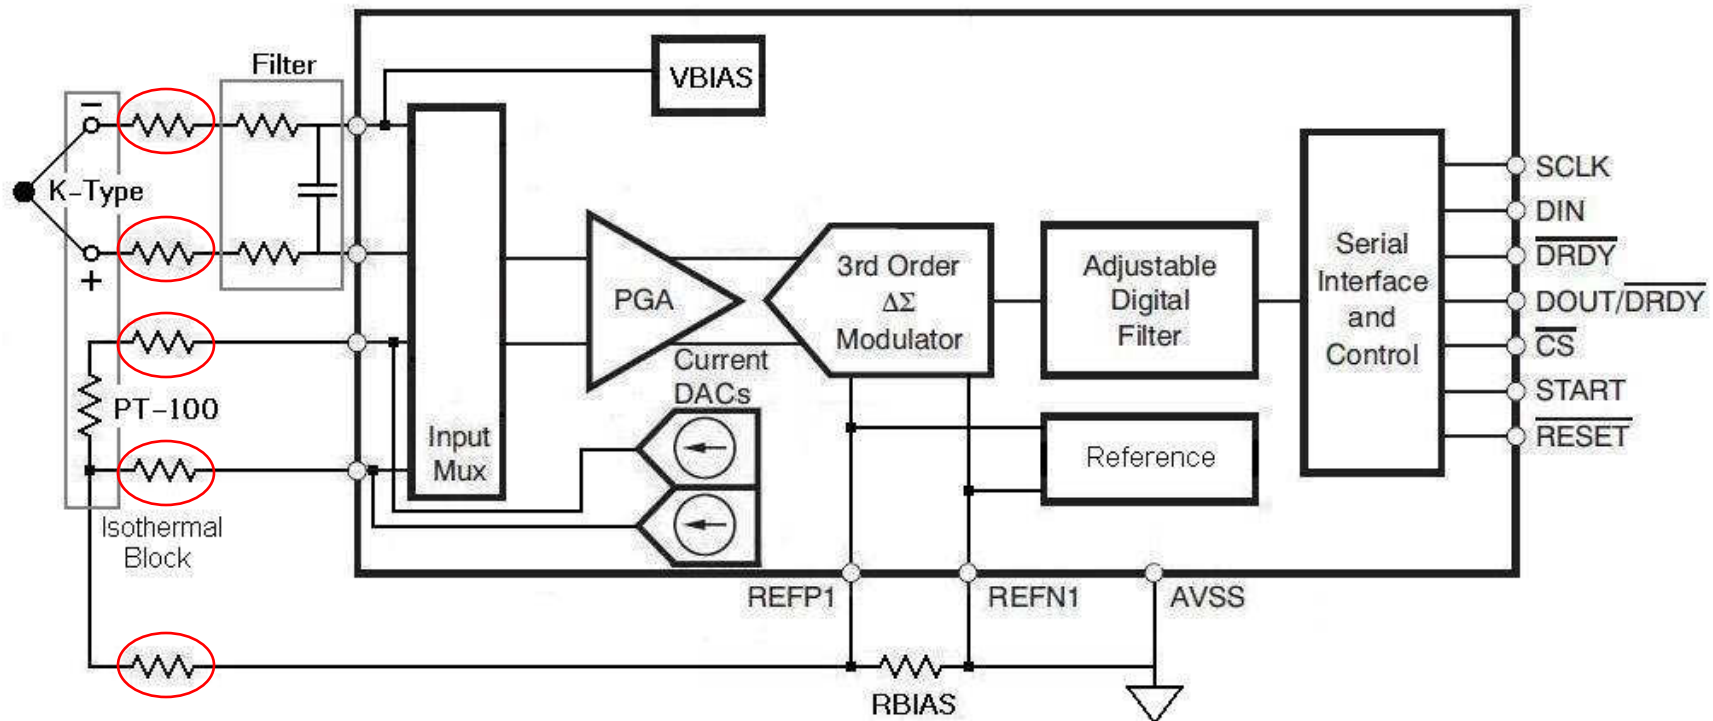 Filter
VBIAS
−
K-Type
+
PT-100
Isothermal
Block
Input
Mux
PGA
Current
DACs
3rd Order
ΔΣ
Modulator
Adjustable
Digital
Filter
Reference
Serial
Interface
and
Control
SCLK
DIN
DRDY
DOUT/DRDY
CS
START
RESET
REFP1
REFN1
AVSS
RBIAS